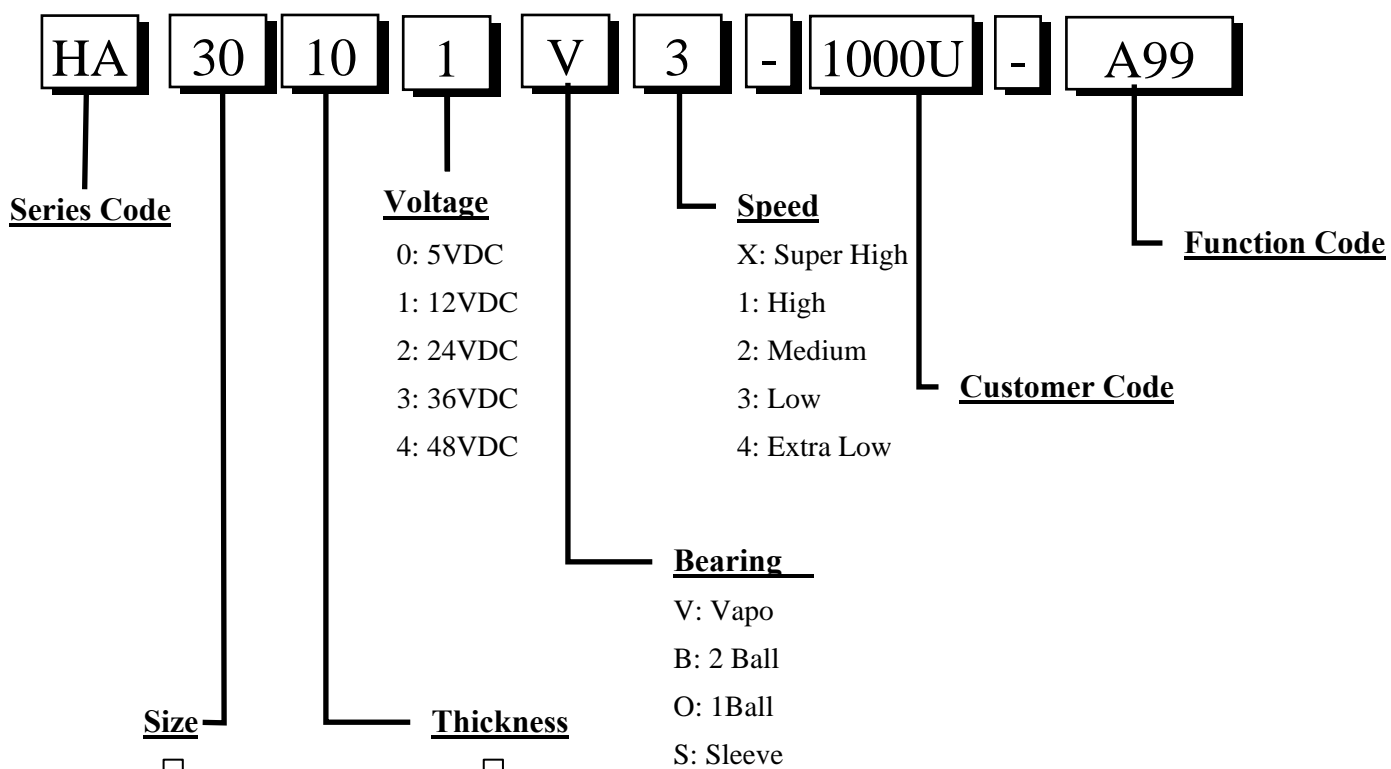 HA 30 10 1 V 3 - 1000U - A99
Series Code
Voltage
0: 5VDC
1: 12VDC
2: 24VDC
3: 36VDC
4: 48VDC
Speed
X: Super High
1: High
2: Medium
3: Low
4: Extra Low
Function Code
Customer Code
Bearing
V: Vapo
B: 2 Ball
O: 1Ball
S: Sleeve
Size
Thickness